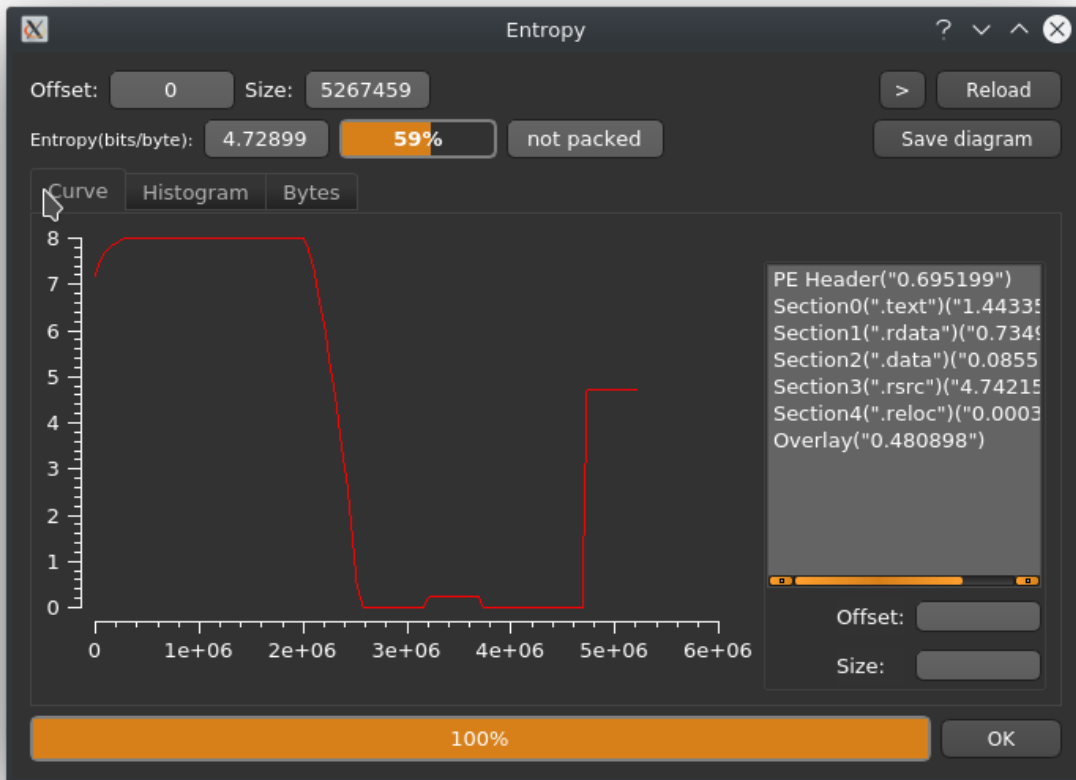 Entropy
Offset: 0 Size: 5267459 > Reload
Entropy(bits/byte): 4.72899 59% not packed Save diagram
Curve Histogram Bytes
8
7
6
5
4
3
2
1
0
0 1e+06 2e+06 3e+06 4e+06 5e+06 6e+06
PE Header("0.695199")
Section0(".text")("1.44335
Section1(".rdata")("0.7349
Section2(".data")("0.0855
Section3(".rsrc")("4.74215
Section4(".reloc")("0.0003
Overlay("0.480898")
Offset:
Size:
100% OK